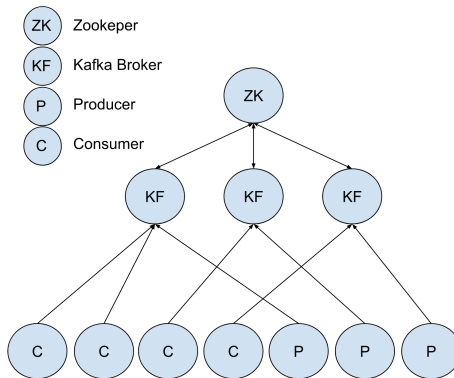 ZK Zookeper
KF Kafka Broker
P Producer
C Consumer
ZK
KF KF KF
C C C C P P P